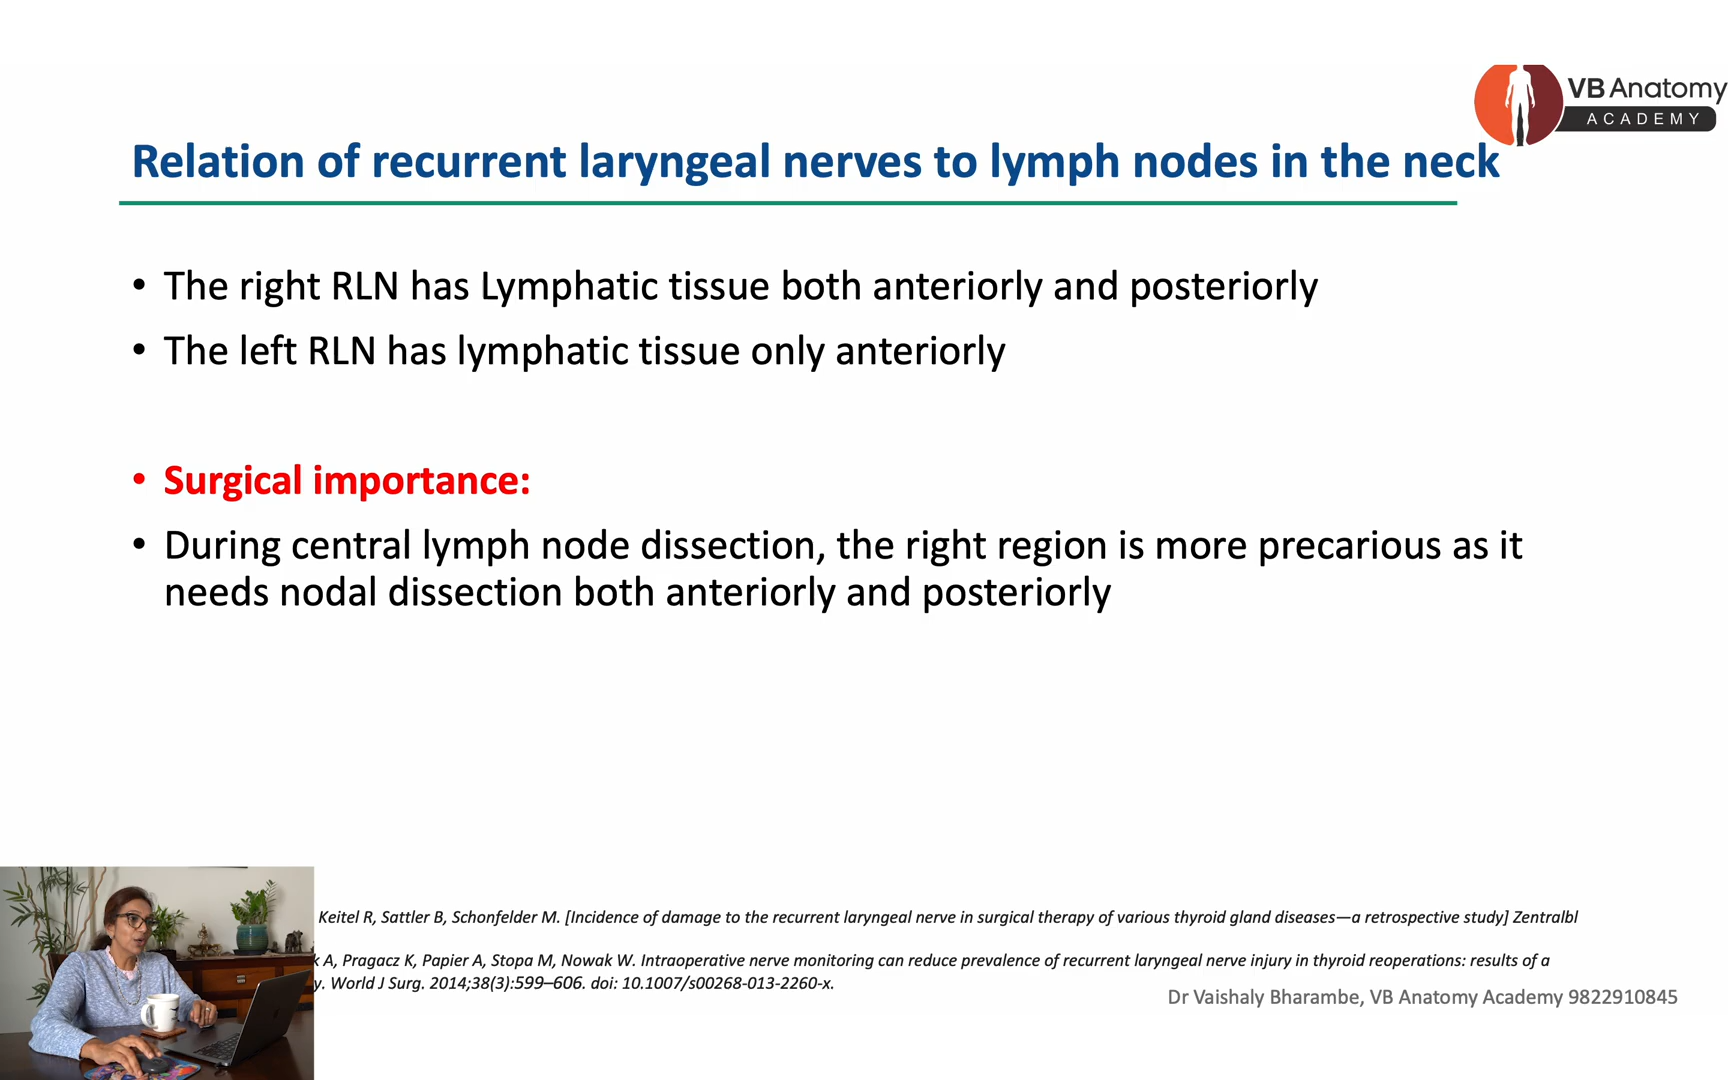 VB Anatomy
ACADEMY
Relation of recurrent laryngeal nerves to lymph nodes in the neck
• The right RLN has Lymphatic tissue both anteriorly and posteriorly
• The left RLN has lymphatic tissue only anteriorly
• Surgical importance:
• During central lymph node dissection, the right region is more precarious as it
needs nodal dissection both anteriorly and posteriorly
Keitel R, Sattler B, Schonfelder M. [Incidence of damage to the recurrent laryngeal nerve in surgical therapy of various thyroid gland diseases—a retrospective study] Zentralbl
A, Pragacz K, Papier A, Stopa M, Nowak W. Intraoperative nerve monitoring can reduce prevalence of recurrent laryngeal nerve injury in thyroid reoperations: results of a
World J Surg. 2014;38(3):599–606. doi: 10.1007/s00268-013-2260-x.
Dr Vaishaly Bharambe, VB Anatomy Academy 9822910845